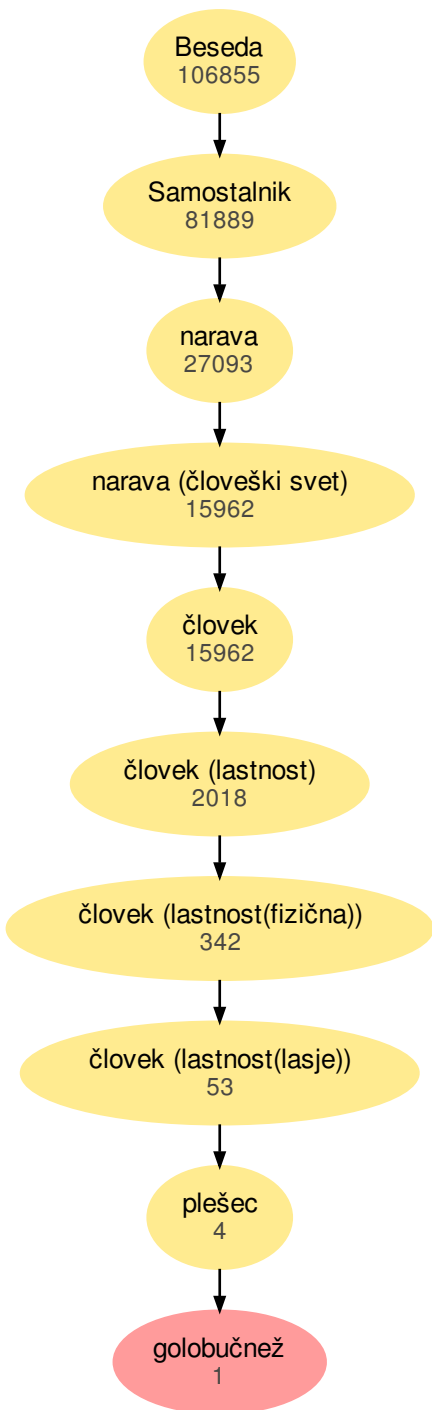 Beseda
106855
Samostalnik
81889
narava
27093
narava (človeški svet)
15962
človek
15962
človek (lastnost)
2018
človek (lastnost(fizična))
342
človek (lastnost(lasje))
53
plešec
4
golobučnež
1